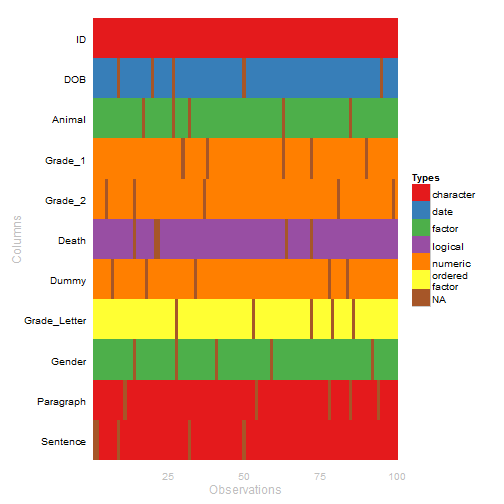 ID
DOB
Animal
Grade_1
Grade_2
Death
Dummy
Grade_Letter
Gender
Paragraph
Sentence
Columns
25 50 75 100
Observations
Types
character
date
factor
logical
numeric
ordered
factor
NA